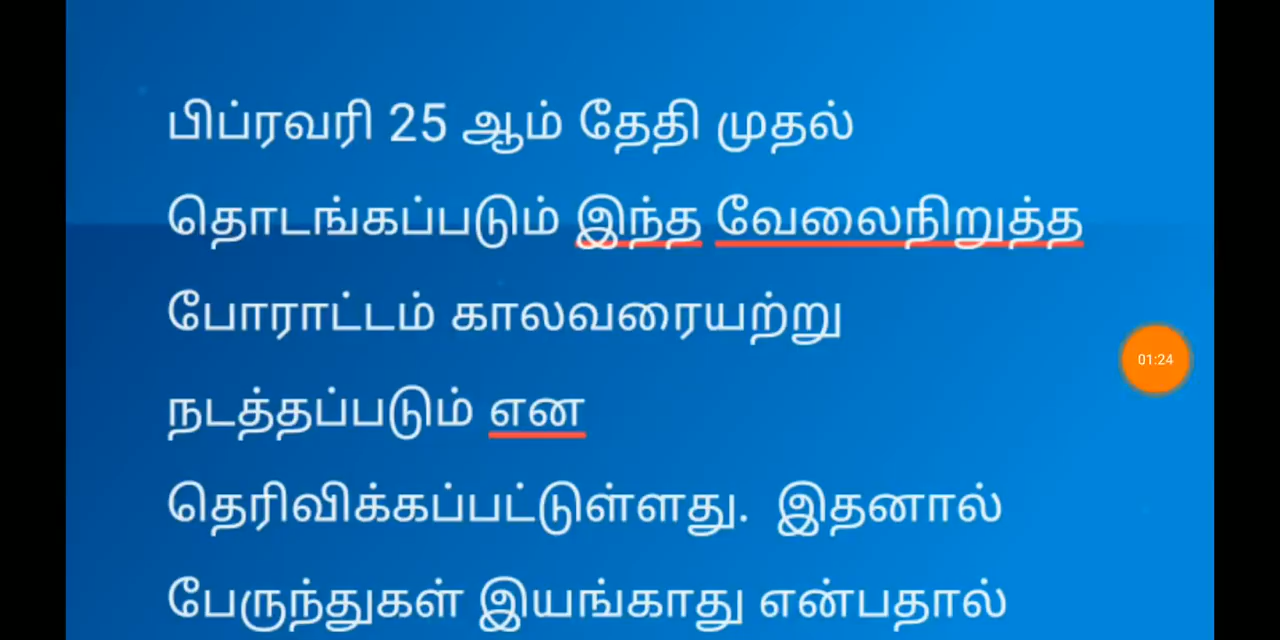 பிப்ரவரி 25 ஆம் தேதி முதல்
தொடங்கப்படும் இந்த வேலைநிறுத்த
போராட்டம் காலவரையற்று
நடத்தப்படும் என
தெரிவிக்கப்பட்டுள்ளது. இதனால்
பேருந்துகள் இயங்காது என்பதால்
01:24